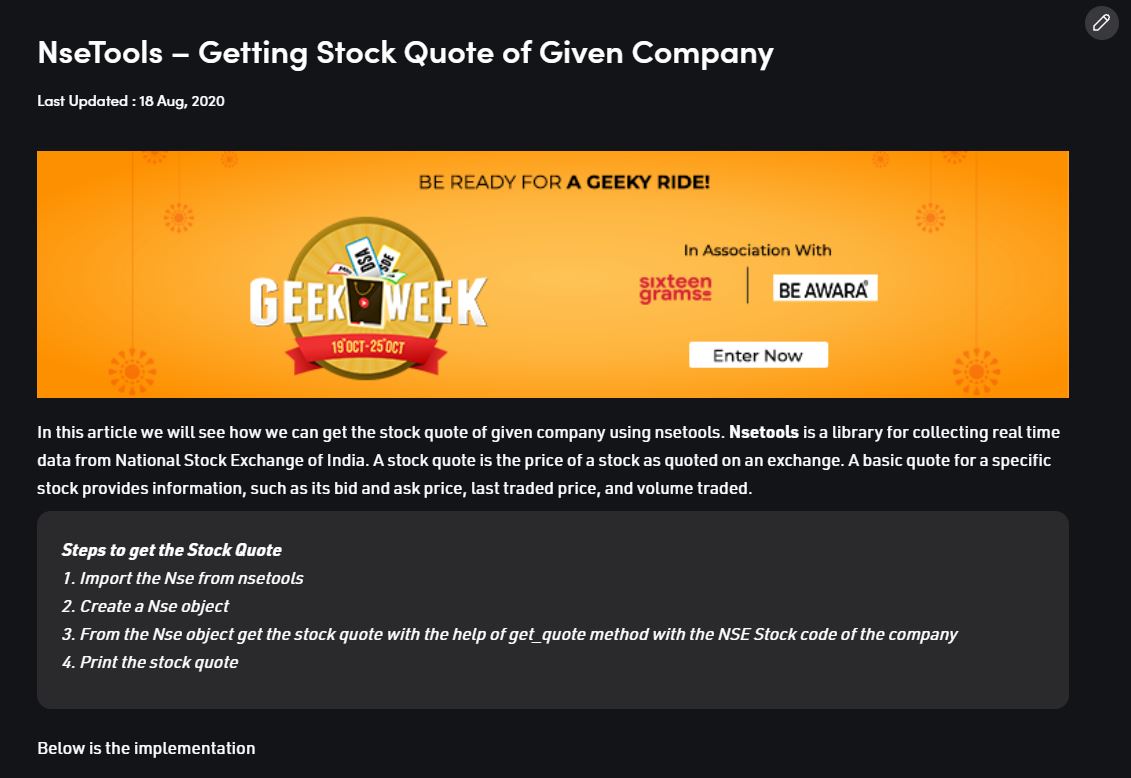 NseTools – Getting Stock Quote of Given Company
Last Updated : 18 Aug, 2020
BE READY FOR A GEEKY RIDE!
DSA
SDE
GEEK WEEK
19 OCT-25 OCT
In Association With
sixteen
grams
BE AWARA
Enter Now
In this article we will see how we can get the stock quote of given company using nsetools. Nsetools is a library for collecting real time
data from National Stock Exchange of India. A stock quote is the price of a stock as quoted on an exchange. A basic quote for a specific
stock provides information, such as its bid and ask price, last traded price, and volume traded.
Steps to get the Stock Quote
1. Import the Nse from nsetools
2. Create a Nse object
3. From the Nse object get the stock quote with the help of get_quote method with the NSE Stock code of the company
4. Print the stock quote
Below is the implementation